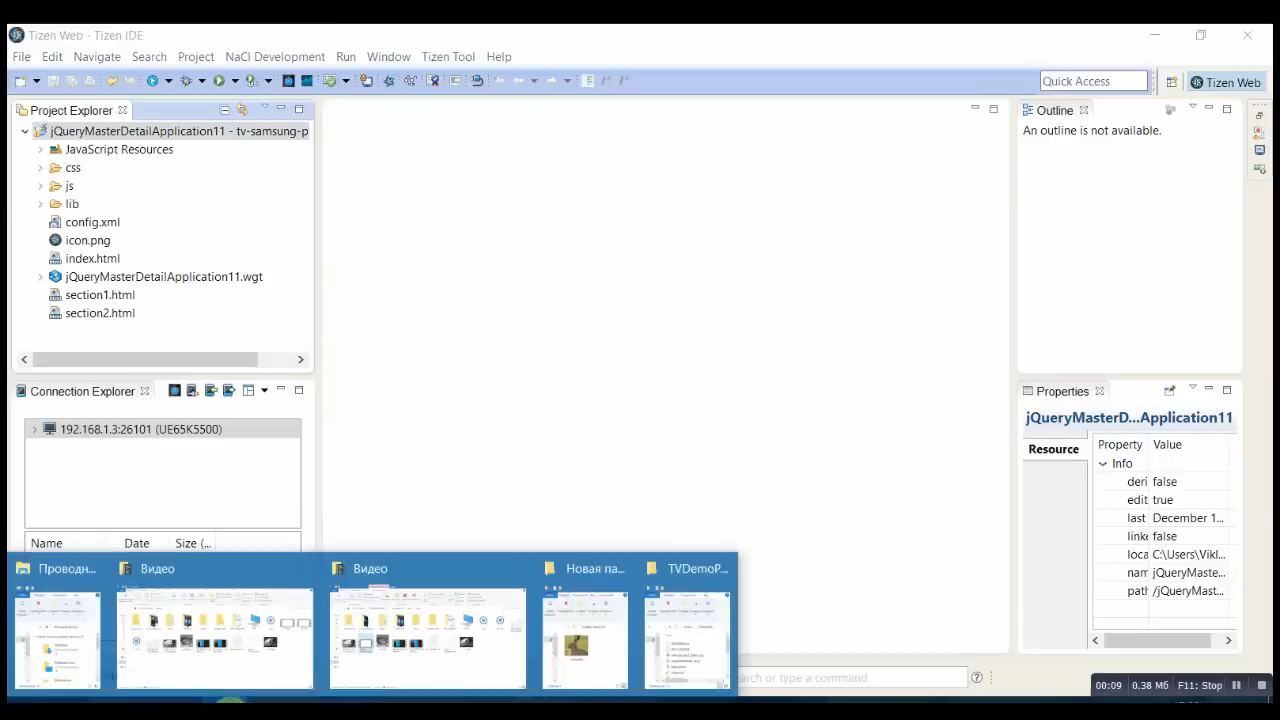 Tizen Web - Tizen IDE
File Edit Navigate Search Project NaCl Development Run Window Tizen Tool Help
Quick Access
Tizen Web
Project Explorer
jQueryMasterDetailApplication11 - tv-samsung-p
JavaScript Resources
css
js
lib
config.xml
icon.png
index.html
jQueryMasterDetailApplication11.wgt
section1.html
section2.html
Outline
An outline is not available.
Connection Explorer
192.168.1.3:26101 (UE65K5500)
Name Date Size (...
Properties
jQueryMasterD...Application11
Resource
Property Value
Info
deri false
edit true
last December 1...
linke false
loca C:\Users\Vikl...
nam jQueryMaste...
path /jQueryMast...
Проводн...
Видео
Видео
Новая па...
TVDemoP...
or type a command
00:09 0.38 Мб F11: Stop